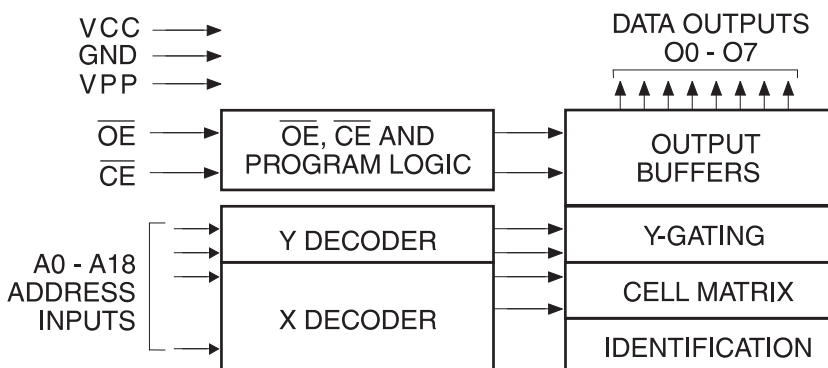 VCC
GND
VPP
DATA OUTPUTS
O0 - O7
OE
CE
OE, CE AND
PROGRAM LOGIC
OUTPUT
BUFFERS
A0 - A18
ADDRESS
INPUTS
Y DECODER
X DECODER
Y-GATING
CELL MATRIX
IDENTIFICATION